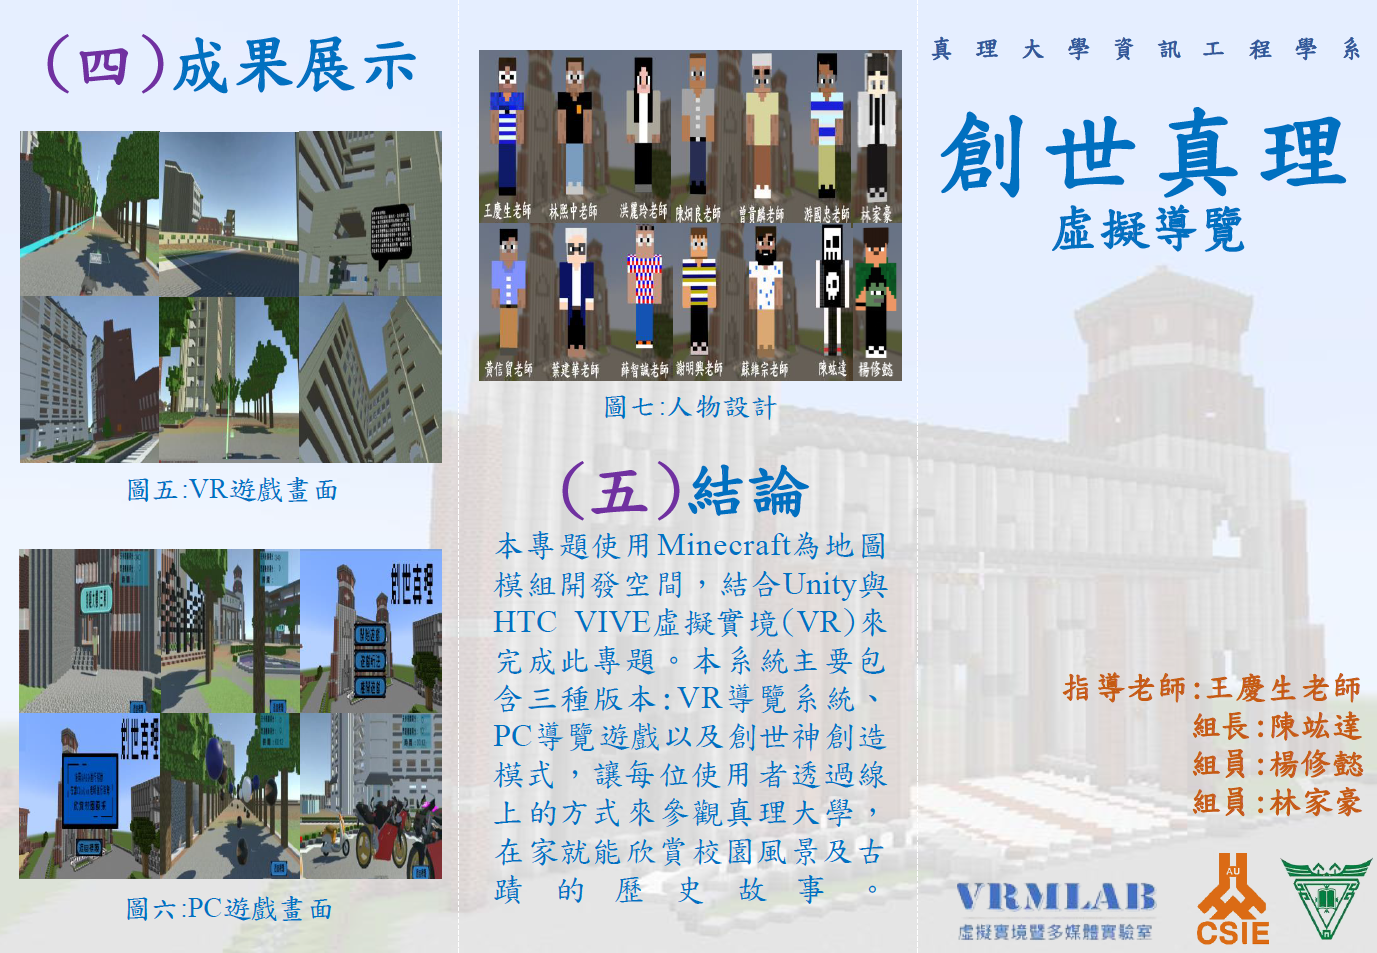 (四)成果展示
圖五:VR遊戲畫面
創世真理
開始遊戲
創世真理
圖六:PC遊戲畫面
王慶生老師 林熙中老師 洪麗玲老師 陳炯良老師 曾貴麟老師 游國忠老師 林家豪
黃信貿老師 葉建華老師 薛智誠老師 謝明興老師 蘇維宗老師 陳竑達 楊修懿
圖七:人物設計
(五)結論
本專題使用Minecraft為地圖
模組開發空間，結合Unity與
HTC VIVE虛擬實境(VR)來
完成此專題。本系統主要包
含三種版本:VR導覽系統、
PC導覽遊戲以及創世神創造
模式，讓每位使用者透過線
上的方式來參觀真理大學，
在家就能欣賞校園風景及古
蹟的歷史故事。
真理大學資訊工程學系
創世真理
虛擬導覽
指導老師:王慶生老師
組長:陳竑達
組員:楊修懿
組員:林家豪
VRMLAB
虛擬實境暨多媒體實驗室
AU
CSIE